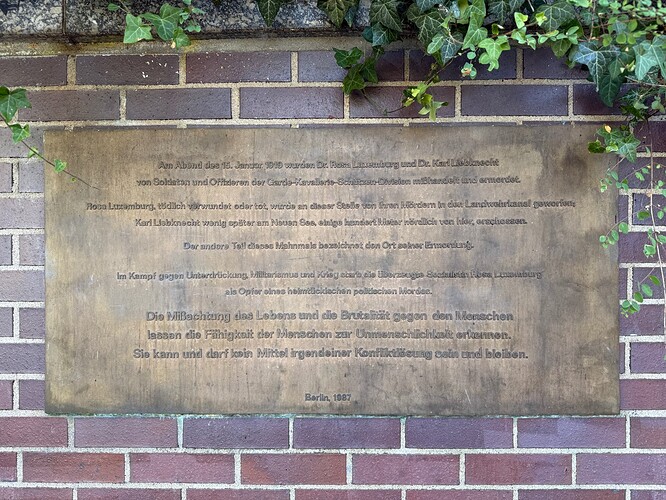 Am Abend des 15. Januar 1919 wurden Dr. Rosa Luxemburg und Dr. Karl Liebknecht
von Soldaten und Offizieren der Garde-Kavallerie-Schützen-Division mißhandelt und ermordet.
Rosa Luxemburg, tödlich verwundet oder tot, wurde an dieser Stelle von ihren Mördern in den Landwehrkanal geworfen;
Karl Liebknecht wenig später am Neuen See, einige hundert Meter nördlich von hier, erschossen.
Der andere Teil dieses Mahnmals bezeichnet den Ort seiner Ermordung.
Im Kampf gegen Unterdrückung, Militarismus und Krieg starb die überzeugte Sozialistin Rosa Luxemburg
als Opfer eines heimtückischen politischen Mordes.
Die Mißachtung des Lebens und die Brutalität gegen den Menschen
lassen die Fähigkeit der Menschen zur Unmenschlichkeit erkennen.
Sie kann und darf kein Mittel irgendeiner Konfliktlösung sein und bleiben.
Berlin, 1987